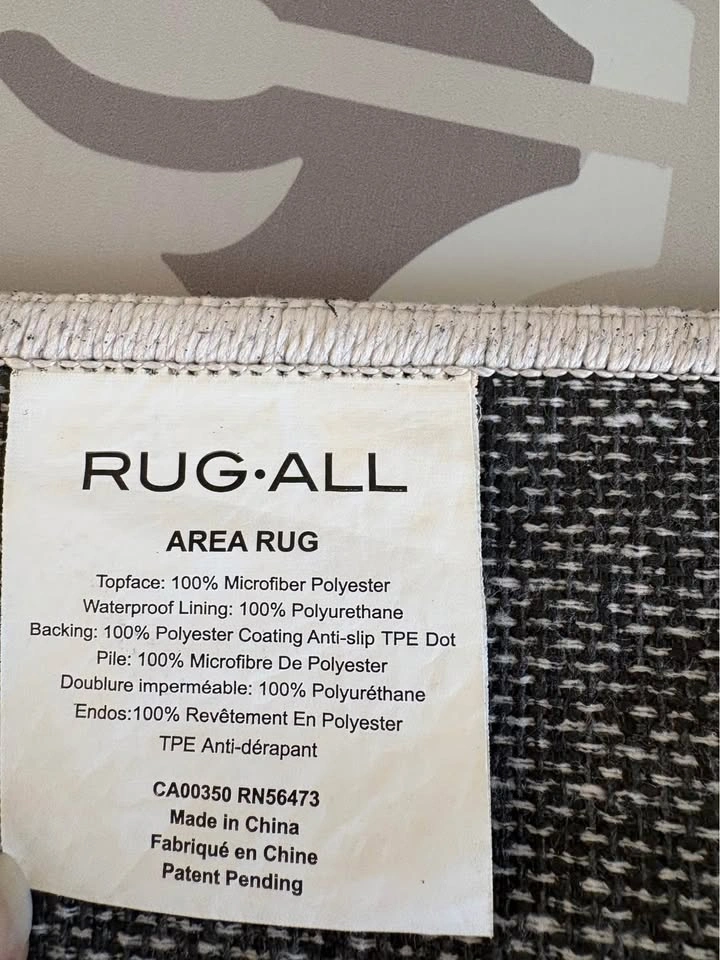 RUG·ALL
AREA RUG
Topface: 100% Microfiber Polyester
Waterproof Lining: 100% Polyurethane
Backing: 100% Polyester Coating Anti-slip TPE Dot
Pile: 100% Microfibre De Polyester
Doublure imperméable: 100% Polyuréthane
Endos:100% Revêtement En Polyester
TPE Anti-dérapant
CA00350 RN56473
Made in China
Fabriqué en Chine
Patent Pending